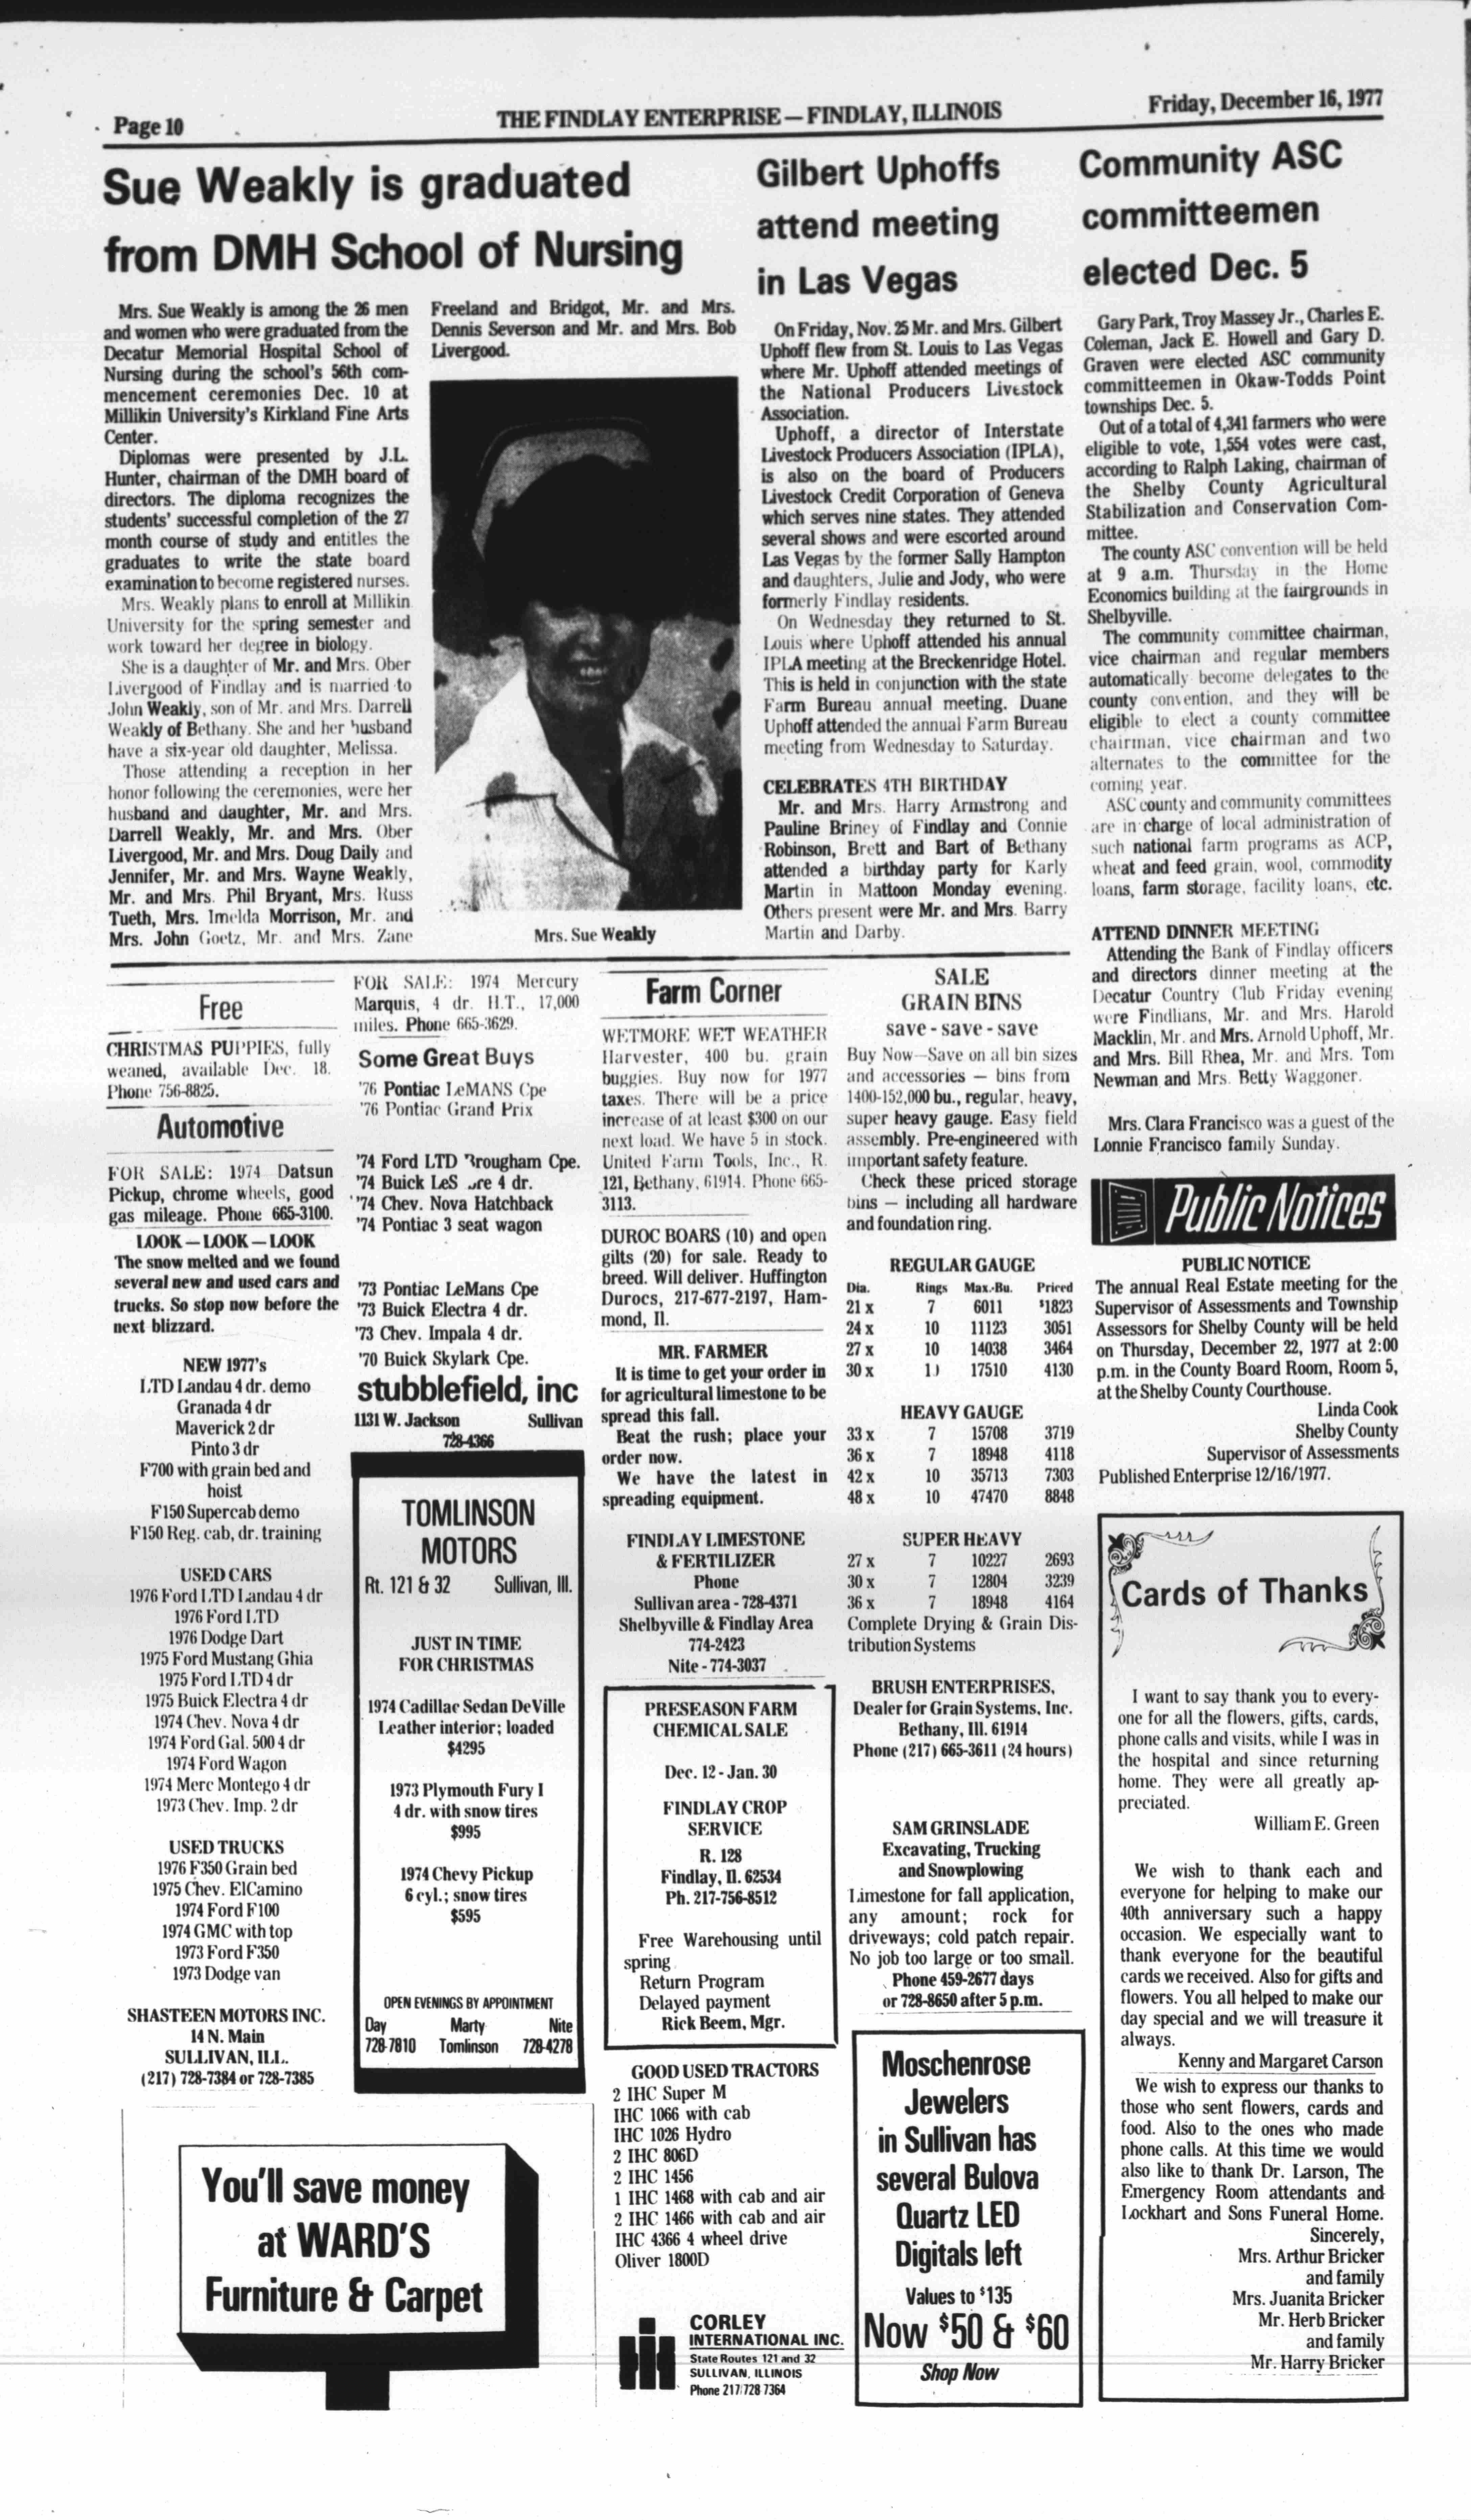 Page 10
THE FINDLAY ENTERPRISE — FINDLAY, ILLINOIS
Friday, December 16, 1977
Sue Weakly is graduated
from DMH School of Nursing
Mrs. Sue Weakly is among the 26 men
and women who were graduated from the
Decatur Memorial Hospital School of
Nursing during the school's 56th com-
mencement ceremonies Dec. 10 at
Millikin University's Kirkland Fine Arts
Center.
Diplomas were presented by J.L.
Hunter, chairman of the DMH board of
directors. The diploma recognizes the
students' successful completion of the 27
month course of study and entitles the
graduates to write the state board
examination to become registered nurses.
Mrs. Weakly plans to enroll at Millikin
University for the spring semester and
work toward her degree in biology.
She is a daughter of Mr. and Mrs. Ober
Livergood of Findlay and is married to
John Weakly, son of Mr. and Mrs. Darrell
Weakly of Bethany. She and her husband
have a six-year old daughter, Melissa.
Those attending a reception in her
honor following the ceremonies, were her
husband and daughter, Mr. and Mrs.
Darrell Weakly, Mr. and Mrs. Ober
Livergood, Mr. and Mrs. Doug Daily and
Jennifer, Mr. and Mrs. Wayne Weakly,
Mr. and Mrs. Phil Bryant, Mrs. Russ
Tueth, Mrs. Imelda Morrison, Mr. and
Mrs. John Goetz, Mr. and Mrs. Zane
Freeland and Bridgot, Mr. and Mrs.
Dennis Severson and Mr. and Mrs. Bob
Livergood.
Mrs. Sue Weakly
Gilbert Uphoffs
attend meeting
in Las Vegas
On Friday, Nov. 25 Mr. and Mrs. Gilbert
Uphoff flew from St. Louis to Las Vegas
where Mr. Uphoff attended meetings of
the National Producers Livestock
Association.
Uphoff, a director of Interstate
Livestock Producers Association (IPLA),
is also on the board of Producers
Livestock Credit Corporation of Geneva
which serves nine states. They attended
several shows and were escorted around
Las Vegas by the former Sally Hampton
and daughters, Julie and Jody, who were
formerly Findlay residents.
On Wednesday they returned to St.
Louis where Uphoff attended his annual
IPLA meeting at the Breckenridge Hotel.
This is held in conjunction with the state
Farm Bureau annual meeting. Duane
Uphoff attended the annual Farm Bureau
meeting from Wednesday to Saturday.
CELEBRATES 4TH BIRTHDAY
Mr. and Mrs. Harry Armstrong and
Pauline Briney of Findlay and Connie
Robinson, Brett and Bart of Bethany
attended a birthday party for Karly
Martin in Mattoon Monday evening.
Others present were Mr. and Mrs. Barry
Martin and Darby.
Community ASC
committeemen
elected Dec. 5
Gary Park, Troy Massey Jr., Charles E.
Coleman, Jack E. Howell and Gary D.
Graven were elected ASC community
committeemen in Okaw-Todds Point
townships Dec. 5.
Out of a total of 4,341 farmers who were
eligible to vote, 1,554 votes were cast,
according to Ralph Laking, chairman of
the Shelby County Agricultural
Stabilization and Conservation Com-
mittee.
The county ASC convention will be held
at 9 a.m. Thursday in the Home
Economics building at the fairgrounds in
Shelbyville.
The community committee chairman,
vice chairman and regular members
automatically become delegates to the
county convention, and they will be
eligible to elect a county committee
chairman, vice chairman and two
alternates to the committee for the
coming year.
ASC county and community committees
are in charge of local administration of
such national farm programs as ACP,
wheat and feed grain, wool, commodity
loans, farm storage, facility loans, etc.
ATTEND DINNER MEETING
Attending the Bank of Findlay officers
and directors dinner meeting at the
Decatur Country Club Friday evening
were Findlians, Mr. and Mrs. Harold
Macklin, Mr. and Mrs. Arnold Uphoff, Mr.
and Mrs. Bill Rhea, Mr. and Mrs. Tom
Newman and Mrs. Betty Waggoner.
Mrs. Clara Francisco was a guest of the
Lonnie Francisco family Sunday.
Free
CHRISTMAS PUPPIES, fully
weaned, available Dec. 18.
Phone 756-8825.
Automotive
FOR SALE: 1974 Datsun
Pickup, chrome wheels, good
gas mileage. Phone 665-3100.
LOOK — LOOK — LOOK
The snow melted and we found
several new and used cars and
trucks. So stop now before the
next blizzard.
NEW 1977's
LTD Landau 4 dr. demo
Granada 4 dr
Maverick 2 dr
Pinto 3 dr
F700 with grain bed and
hoist
F150 Supercab demo
F150 Reg. cab, dr. training
USED CARS
1976 Ford LTD Landau 4 dr
1976 Ford LTD
1976 Dodge Dart
1975 Ford Mustang Ghia
1975 Ford LTD 4 dr
1975 Buick Electra 4 dr
1974 Chev. Nova 4 dr
1974 Ford Gal. 500 4 dr
1974 Ford Wagon
1974 Merc Montego 4 dr
1973 Chev. Imp. 2 dr
USED TRUCKS
1976 F350 Grain bed
1975 Chev. ElCamino
1974 Ford F100
1974 GMC with top
1973 Ford F350
1973 Dodge van
SHASTEEN MOTORS INC.
14 N. Main
SULLIVAN, ILL.
(217) 728-7384 or 728-7385
FOR SALE: 1974 Mercury
Marquis, 4 dr. H.T., 17,000
miles. Phone 665-3629.
Some Great Buys
'76 Pontiac LeMANS Cpe
'76 Pontiac Grand Prix
'74 Ford LTD Brougham Cpe.
'74 Buick 4 dr.
'74 Chev. Nova Hatchback
'74 Pontiac 3 seat wagon
'73 Pontiac LeMans Cpe
'73 Buick Electra 4 dr.
'73 Chev. Impala 4 dr.
'70 Buick Skylark Cpe.
stubblefield, inc
1131 W. Jackson Sullivan
728-4366
TOMLINSON
MOTORS
Rt. 121 & 32 Sullivan, Ill.
JUST IN TIME
FOR CHRISTMAS
1974 Cadillac Sedan DeVille
Leather interior; loaded
$4295
1973 Plymouth Fury I
4 dr. with snow tires
$995
1974 Chevy Pickup
6 cyl.; snow tires
$595
OPEN EVENINGS BY APPOINTMENT
Day Marty Nite
728-7810 Tomlinson 728-4278
You'll save money
at WARD'S
Furniture & Carpet
Farm Corner
WETMORE WET WEATHER
Harvester, 400 bu. grain
buggies. Buy now for 1977
taxes. There will be a price
increase of at least $300 on our
next load. We have 5 in stock.
United Farm Tools, Inc., R.
121, Bethany, 61914. Phone 665-
3113.
DUROC BOARS (10) and open
gilts (20) for sale. Ready to
breed. Will deliver. Huffington
Durocs, 217-677-2197, Ham-
mond, Il.
MR. FARMER
It is time to get your order in
for agricultural limestone to be
spread this fall.
Beat the rush; place your
order now.
We have the latest in
spreading equipment.
FINDLAY LIMESTONE
& FERTILIZER
Phone
Sullivan area - 728-4371
Shelbyville & Findlay Area
774-2423
Nite - 774-3037
PRESEASON FARM
CHEMICAL SALE
Dec. 12 - Jan. 30
FINDLAY CROP
SERVICE
R. 128
Findlay, Il. 62534
Ph. 217-756-8512
Free Warehousing until
spring
Return Program
Delayed payment
Rick Beem, Mgr.
GOOD USED TRACTORS
2 IHC Super M
IHC 1066 with cab
IHC 1026 Hydro
2 IHC 806D
2 IHC 1456
1 IHC 1468 with cab and air
2 IHC 1466 with cab and air
IHC 4366 4 wheel drive
Oliver 1800D
CORLEY
INTERNATIONAL INC.
State Routes 121 and 32
SULLIVAN, ILLINOIS
Phone 217/728 7364
SALE
GRAIN BINS
save - save - save
Buy Now—Save on all bin sizes
and accessories — bins from
1400-152,000 bu., regular, heavy,
super heavy gauge. Easy field
assembly. Pre-engineered with
important safety feature.
Check these priced storage
bins — including all hardware
and foundation ring.
REGULAR GAUGE
Dia. Rings Max.-Bu. Priced
21 x 7 6011 $1823
24 x 10 11123 3051
27 x 10 14038 3464
30 x 17510 4130
HEAVY GAUGE
33 x 7 15708 3719
36 x 7 18948 4118
42 x 10 35713 7303
48 x 10 47470 8848
SUPER HEAVY
27 x 7 10227 2693
30 x 7 12804 3239
36 x 7 18948 4164
Complete Drying & Grain Dis-
tribution Systems
BRUSH ENTERPRISES,
Dealer for Grain Systems, Inc.
Bethany, Ill. 61914
Phone (217) 665-3611 (24 hours)
SAM GRINSLADE
Excavating, Trucking
and Snowplowing
Limestone for fall application,
any amount; rock for
driveways; cold patch repair.
No job too large or too small.
Phone 459-2677 days
or 728-8650 after 5 p.m.
Moschenrose
Jewelers
in Sullivan has
several Bulova
Quartz LED
Digitals left
Values to $135
Now $50 & $60
Shop Now
Public Notices
PUBLIC NOTICE
The annual Real Estate meeting for the
Supervisor of Assessments and Township
Assessors for Shelby County will be held
on Thursday, December 22, 1977 at 2:00
p.m. in the County Board Room, Room 5,
at the Shelby County Courthouse.
Linda Cook
Shelby County
Supervisor of Assessments
Published Enterprise 12/16/1977.
Cards of Thanks
I want to say thank you to every-
one for all the flowers, gifts, cards,
phone calls and visits, while I was in
the hospital and since returning
home. They were all greatly ap-
preciated.
William E. Green
We wish to thank each and
everyone for helping to make our
40th anniversary such a happy
occasion. We especially want to
thank everyone for the beautiful
cards we received. Also for gifts and
flowers. You all helped to make our
day special and we will treasure it
always.
Kenny and Margaret Carson
We wish to express our thanks to
those who sent flowers, cards and
food. Also to the ones who made
phone calls. At this time we would
also like to thank Dr. Larson, The
Emergency Room attendants and
Lockhart and Sons Funeral Home.
Sincerely,
Mrs. Arthur Bricker
and family
Mrs. Juanita Bricker
Mr. Herb Bricker
and family
Mr. Harry Bricker